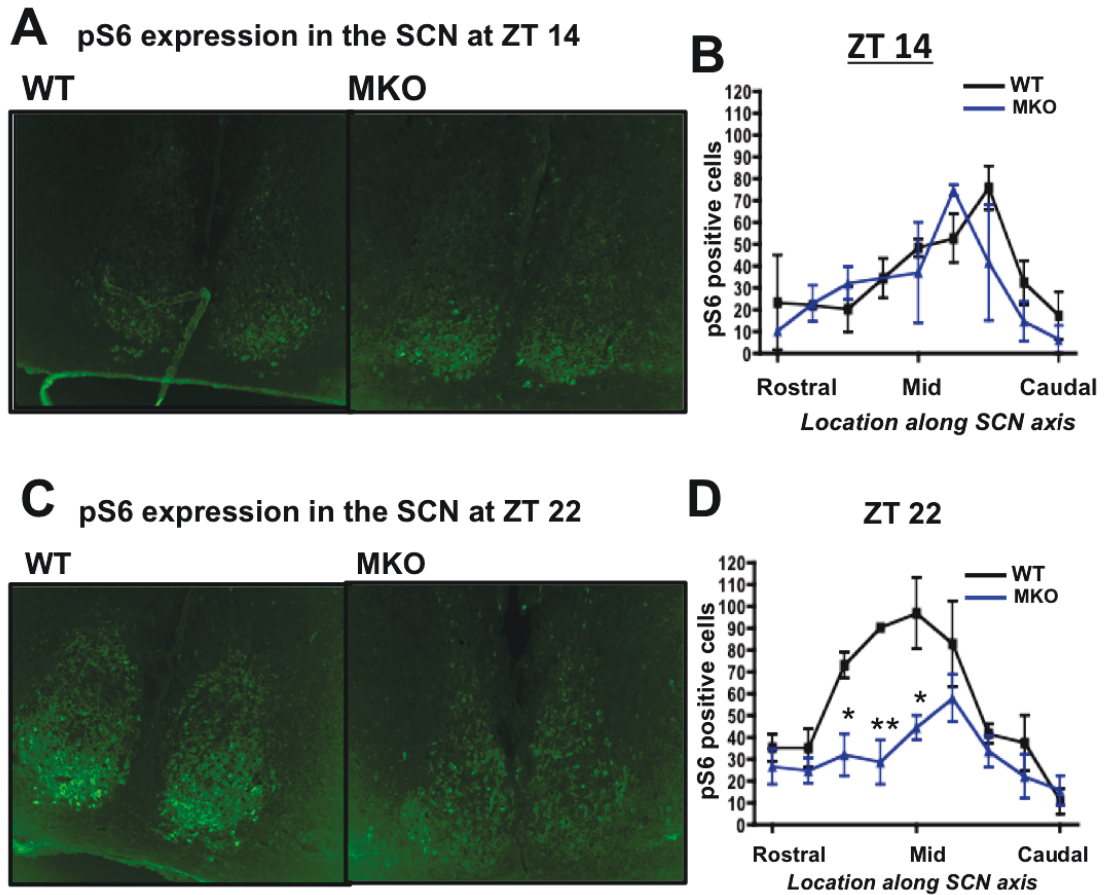 A
pS6 expression in the SCN at ZT 14
WT
MKO
B
ZT 14
WT
MKO
pS6 positive cells
120
110
100
90
80
70
60
50
40
30
20
10
0
Rostral
Mid
Caudal
Location along SCN axis
C
pS6 expression in the SCN at ZT 22
WT
MKO
D
ZT 22
WT
MKO
pS6 positive cells
120
110
100
90
80
70
60
50
40
30
20
10
0
*
**
*
Rostral
Mid
Caudal
Location along SCN axis